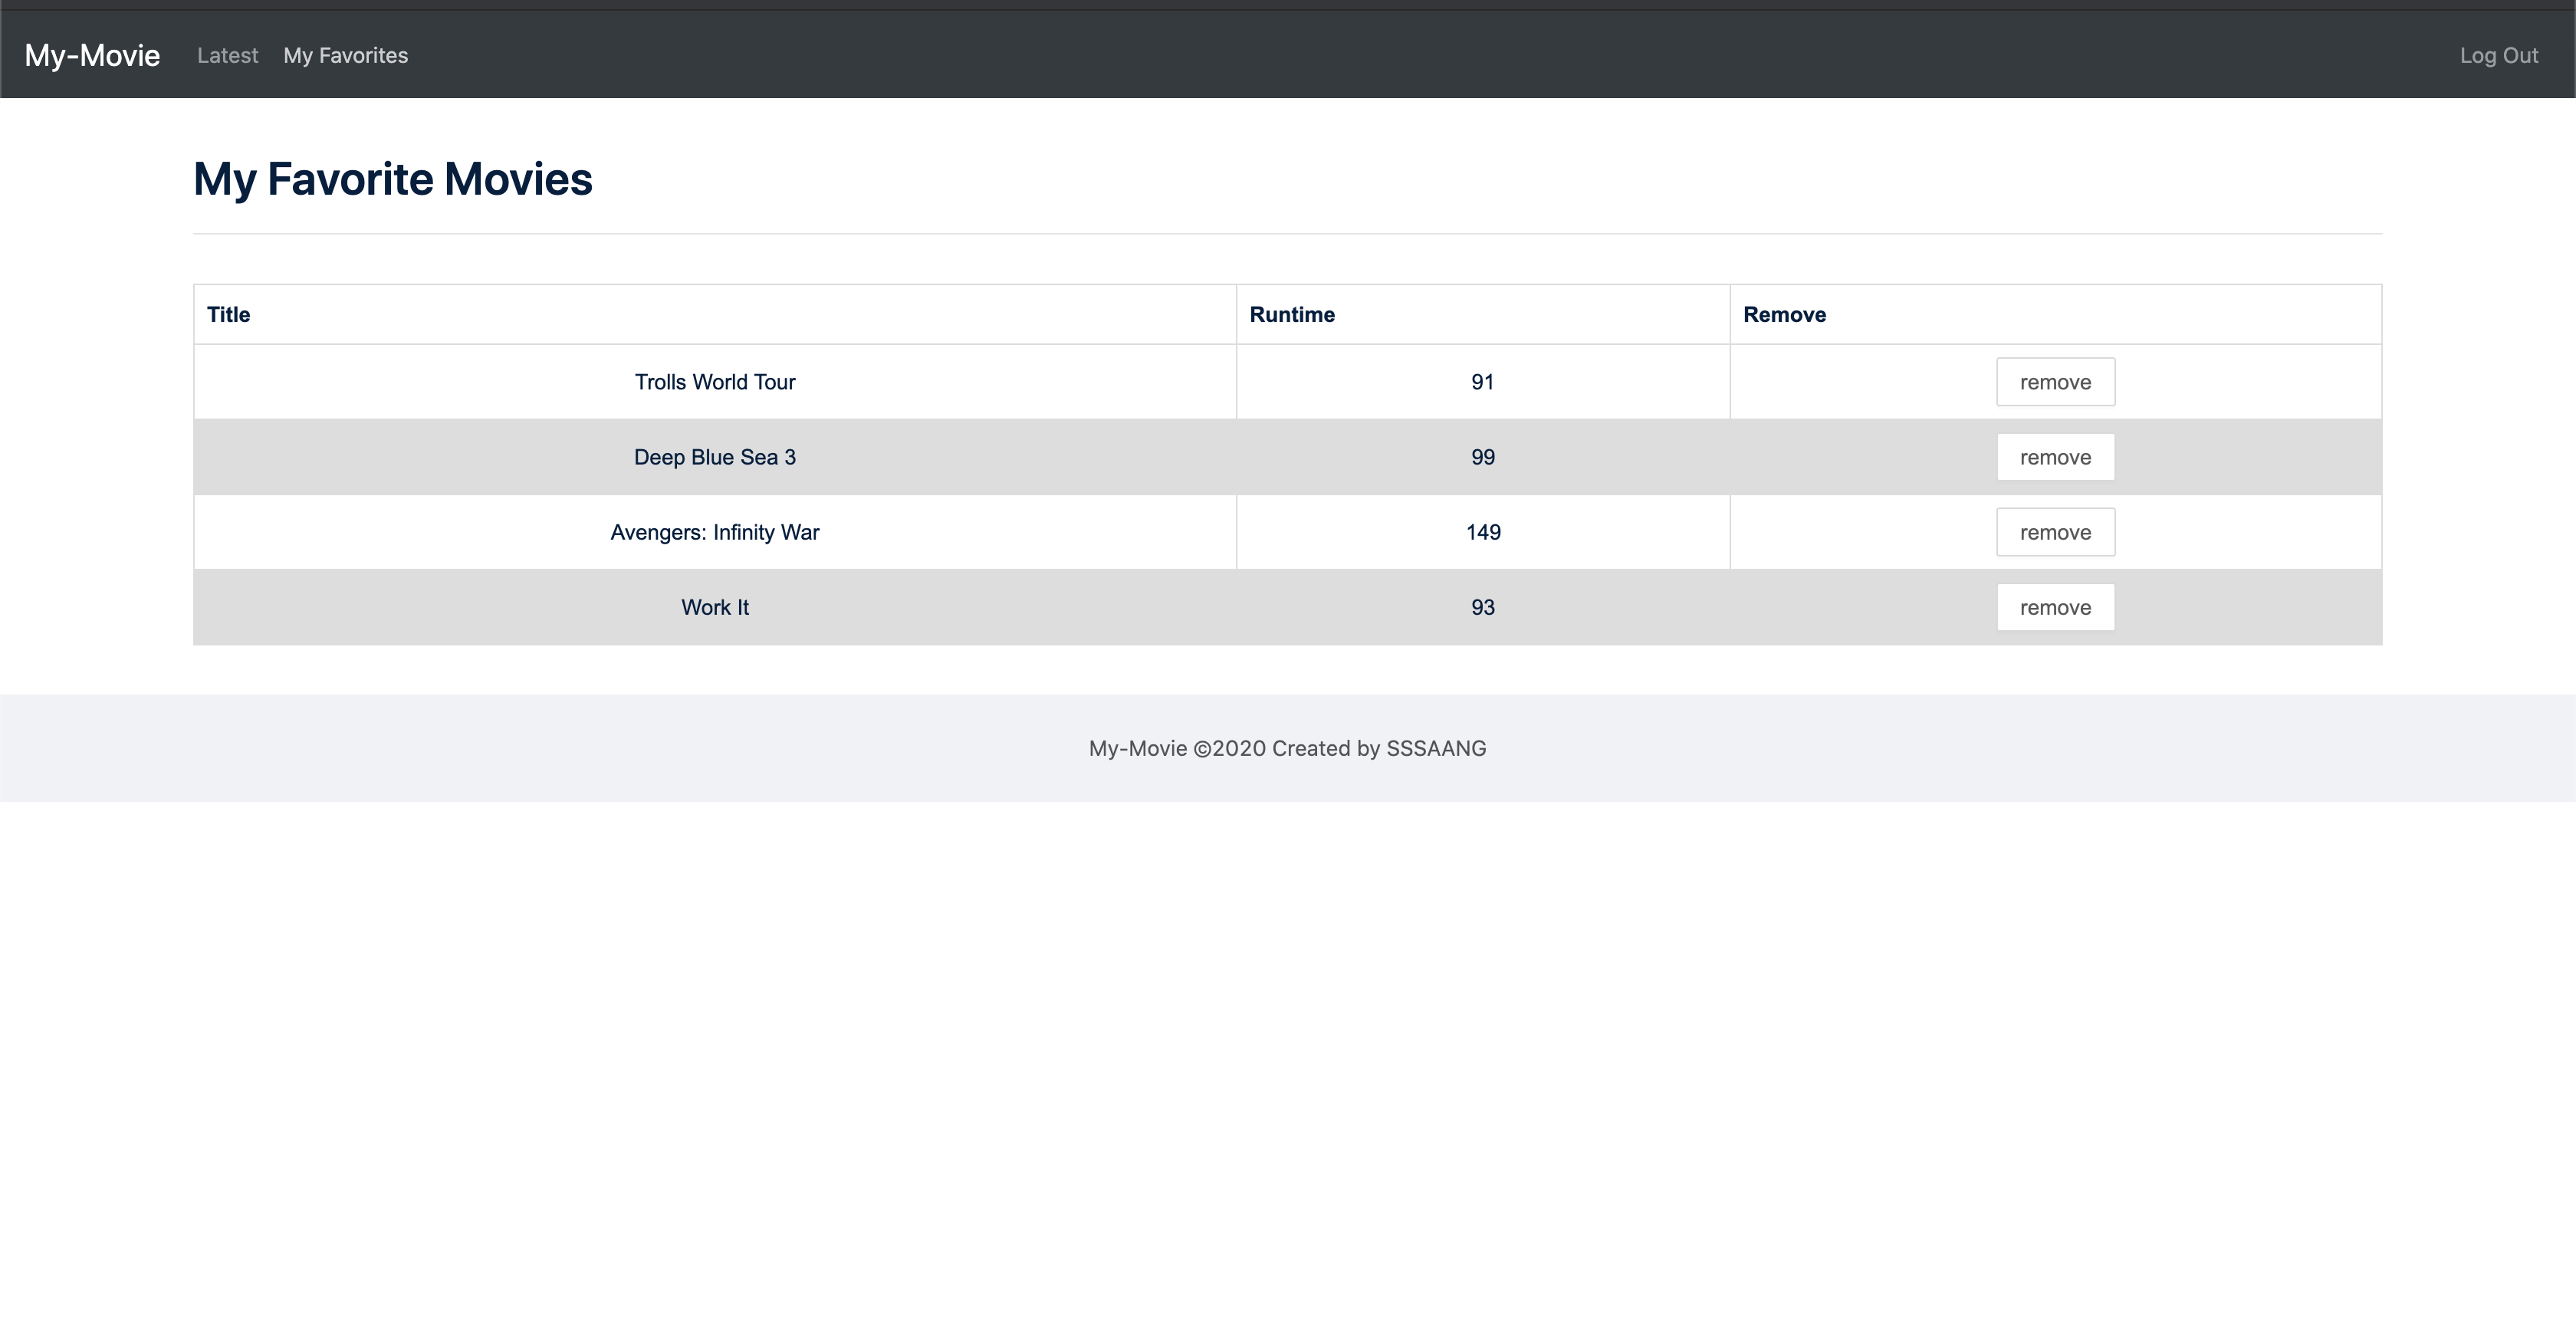 My-Movie Latest My Favorites Log Out
My Favorite Movies
Title Runtime Remove
Trolls World Tour 91 remove
Deep Blue Sea 3 99 remove
Avengers: Infinity War 149 remove
Work It 93 remove
My-Movie ©2020 Created by SSSAANG